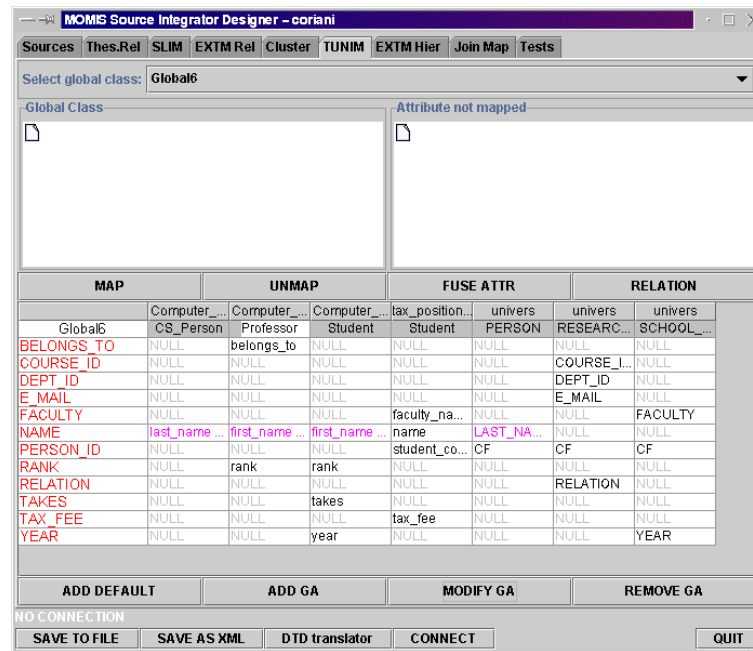 MOMIS Source Integrator Designer – coriani
Sources Thes.Rel SLIM EXTM Rel Cluster TUNIM EXTM Hier Join Map Tests
Select global class: Global6
Global Class Attribute not mapped
MAP UNMAP FUSE ATTR RELATION
Computer_... Computer_... Computer_... tax_position... univers univers univers
Global6 CS_Person Professor Student Student PERSON RESEARC... SCHOOL_...
BELONGS_TO NULL belongs_to NULL NULL NULL NULL NULL
COURSE_ID NULL NULL NULL NULL NULL COURSE_I... NULL
DEPT_ID NULL NULL NULL NULL NULL DEPT_ID NULL
E_MAIL NULL NULL NULL NULL NULL E_MAIL NULL
FACULTY NULL NULL NULL faculty_na... NULL NULL FACULTY
NAME last_name ... first_name ... first_name ... name LAST_NA... NULL NULL
PERSON_ID NULL NULL NULL student_co... CF CF CF
RANK NULL rank rank NULL NULL NULL NULL
RELATION NULL NULL NULL NULL NULL RELATION NULL
TAKES NULL NULL takes NULL NULL NULL NULL
TAX_FEE NULL NULL NULL tax_fee NULL NULL NULL
YEAR NULL NULL year NULL NULL NULL YEAR
ADD DEFAULT ADD GA MODIFY GA REMOVE GA
NO CONNECTION
SAVE TO FILE SAVE AS XML DTD translator CONNECT QUIT